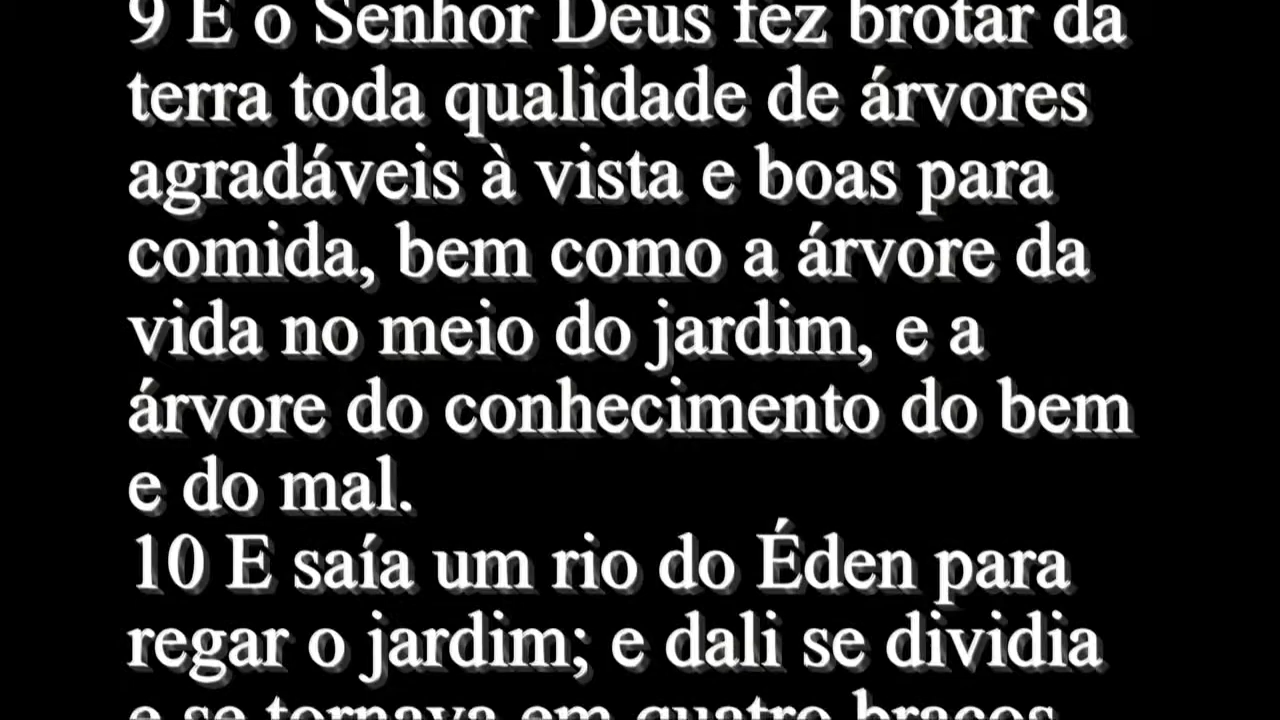 9 E o Senhor Deus fez brotar da
terra toda qualidade de árvores
agradáveis à vista e boas para
comida, bem como a árvore da
vida no meio do jardim, e a
árvore do conhecimento do bem
e do mal.
10 E saía um rio do Éden para
regar o jardim; e dali se dividia
e se tornava em quatro braços